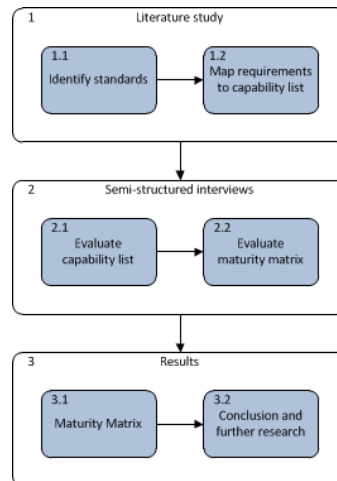 1 Literature study
1.1 1.2
Identify standards
Map requirements
to capability list
2 Semi-structured interviews
2.1 2.2
Evaluate
capability list
Evaluate
maturity matrix
3 Results
3.1 3.2
Maturity Matrix
Conclusion and
further research